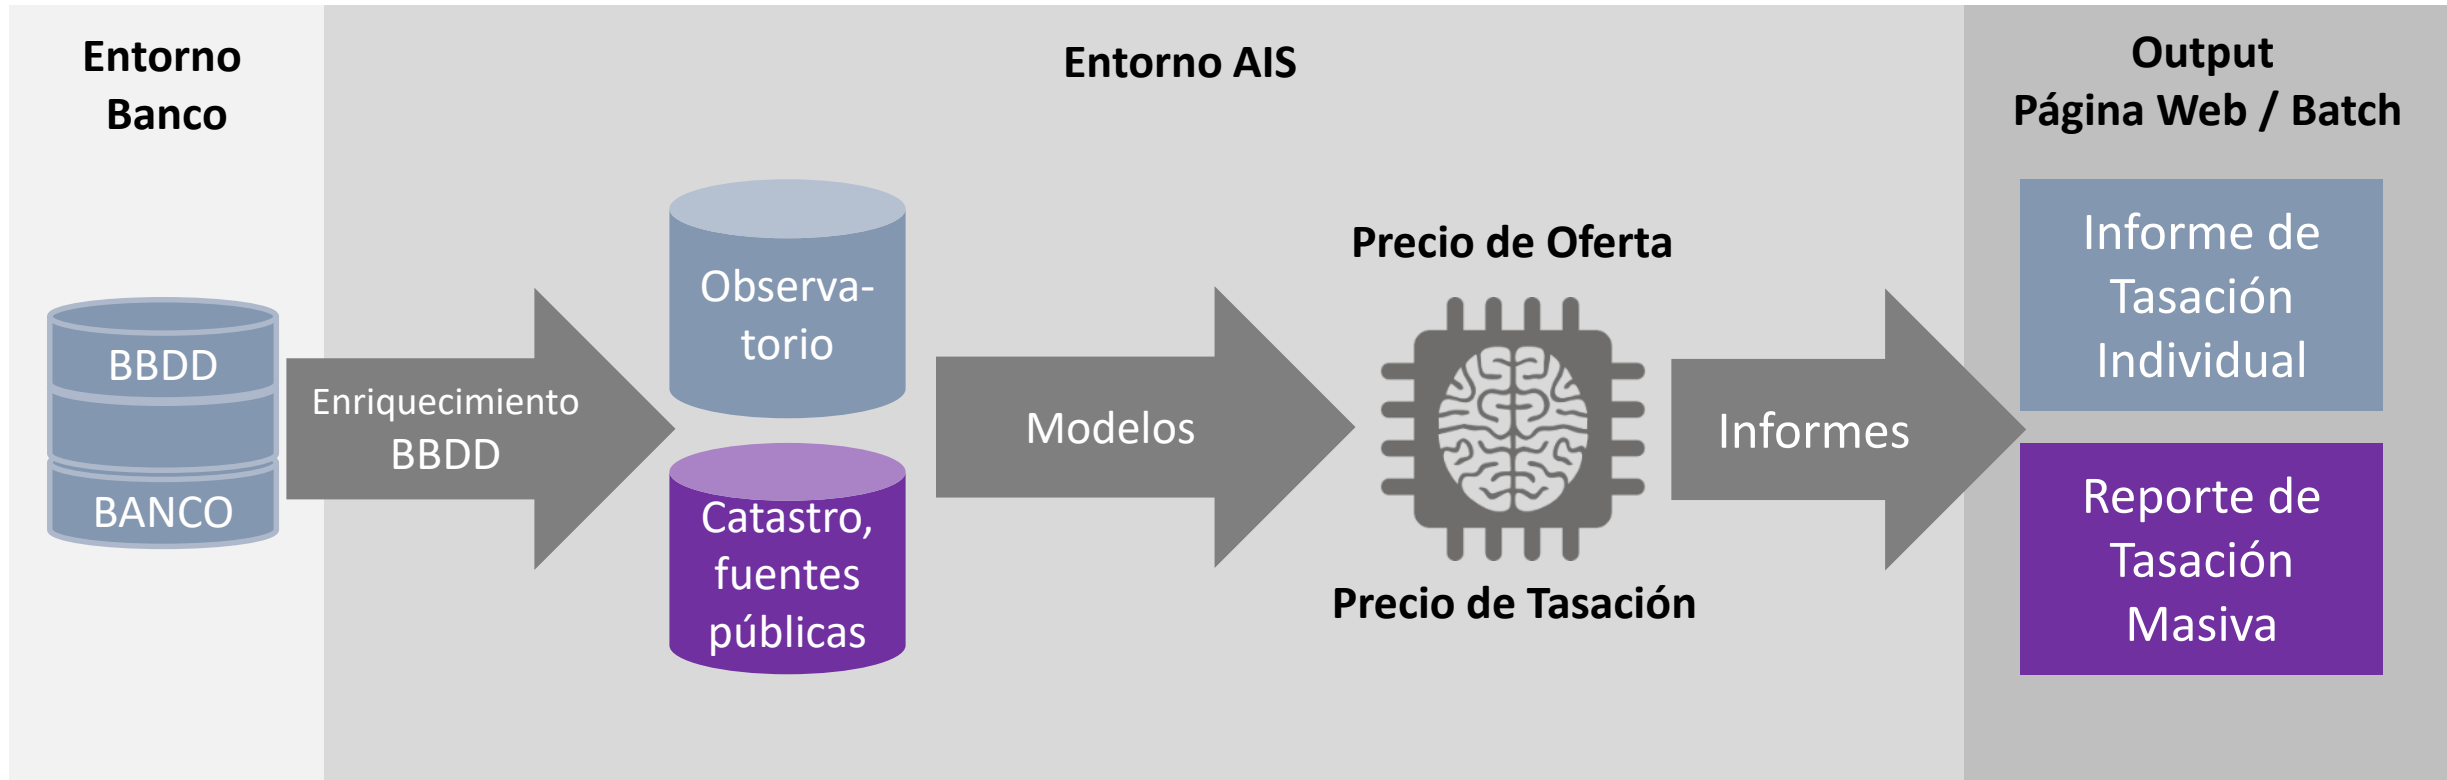 Entorno
Banco
Entorno AIS
Output
Página Web / Batch
BBDD
BANCO
Enriquecimiento
BBDD
Observa-
torio
Catastro,
fuentes
públicas
Modelos
Precio de Oferta
Precio de Tasación
Informes
Informe de
Tasación
Individual
Reporte de
Tasación
Masiva